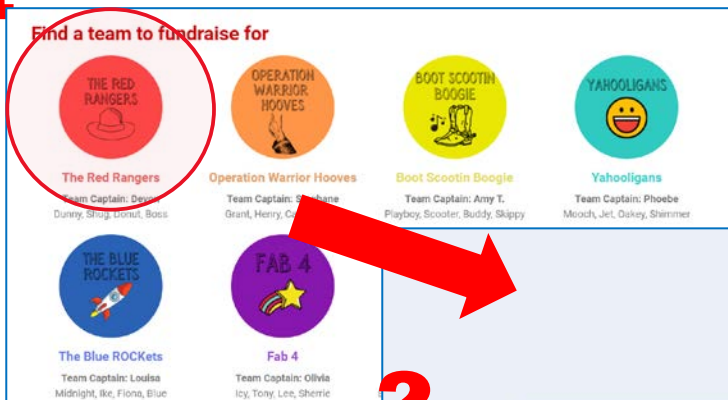 Find a team to fundraise for
THE RED
RANGERS
The Red Rangers
Team Captain: Devon
Dunny, Shug, Donut, Boss
OPERATION
WARRIOR
HOOVES
Operation Warrior Hooves
Team Captain:
Grant, Henry,
BOOT SCOOTIN
BOOGIE
Boot Scootin Boogie
Team Captain: Amy T.
Playboy, Scooter, Buddy, Skippy
YAHOOLIGANS
Yahooligans
Team Captain: Phoebe
Mooch, Jet, Oakey, Shimmer
THE BLUE
ROCKETS
The Blue ROCKets
Team Captain: Louisa
Midnight, Ike, Fiona, Blue
FAB 4
Fab 4
Team Captain: Olivia
Icy, Tony, Lee, Sherrie